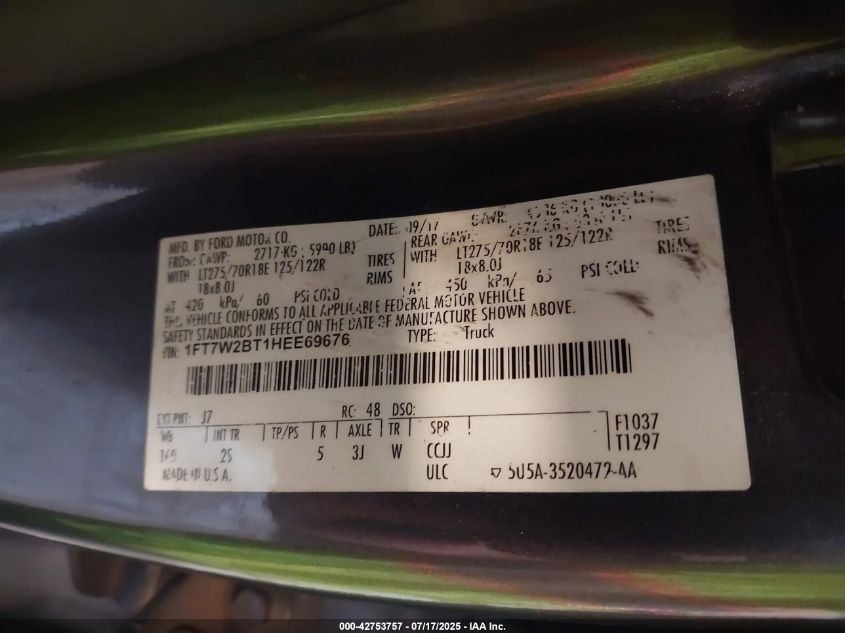 MFD. BY FORD MOTOR CO. DATE: 09/17 GVWR:
FRONT GAWR: 2717 KG REAR GAWR:
WITH LT275/70R18E 125/122R TIRES WITH LT275/70R18E 125/122R TIRES
18x8.0J RIMS 18x8.0J RIMS
AT 420 kPa/ 60 PSI COLD AT 450 kPa/ 65 PSI COLD
THIS VEHICLE CONFORMS TO ALL APPLICABLE FEDERAL MOTOR VEHICLE
SAFETY STANDARDS IN EFFECT ON THE DATE OF MANUFACTURE SHOWN ABOVE.
VIN: 1FT7W2BT1HEE69676 TYPE: Truck
EXT PNT: J7 RC: 48 DSO:
WB INT TR TP/PS R AXLE TR SPR F1037
160 2S 5 3J W CCJJ T1297
MADE IN U.S.A. ULC 5U5A-3520472-AA
000-42753757 - 07/17/2025 - IAA Inc.